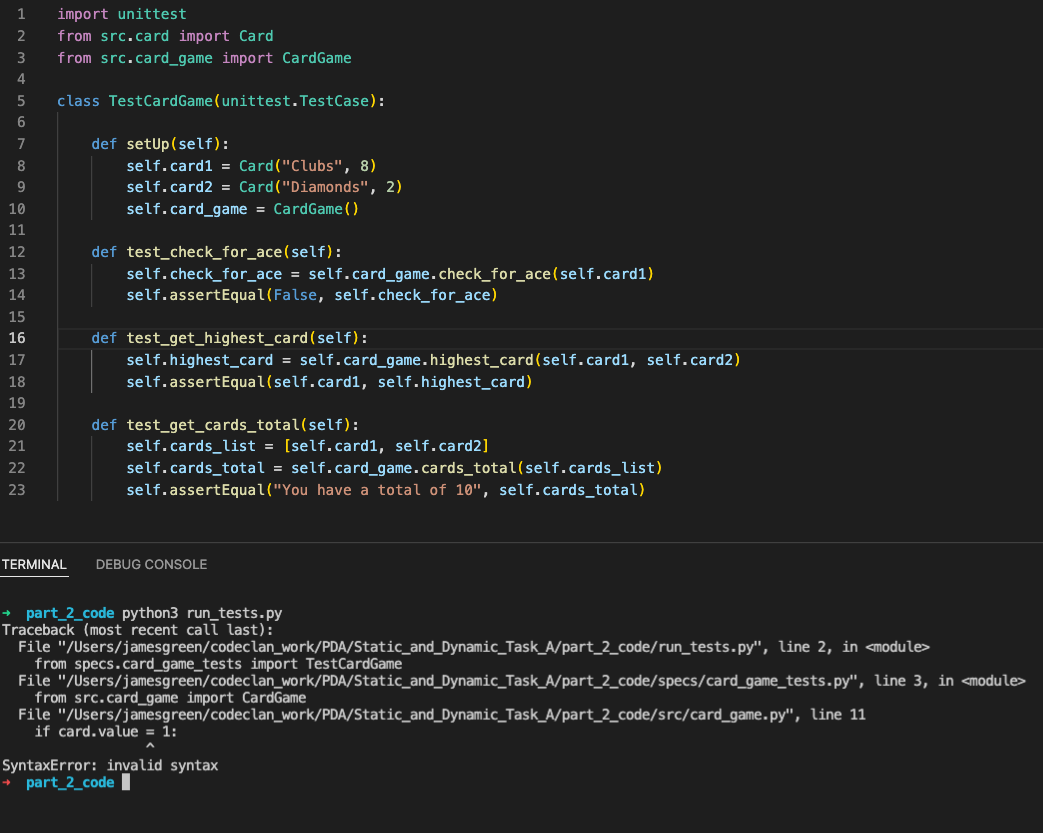 1 import unittest
2 from src.card import Card
3 from src.card_game import CardGame
4
5 class TestCardGame(unittest.TestCase):
6
7     def setUp(self):
8         self.card1 = Card("Clubs", 8)
9         self.card2 = Card("Diamonds", 2)
10         self.card_game = CardGame()
11
12     def test_check_for_ace(self):
13         self.check_for_ace = self.card_game.check_for_ace(self.card1)
14         self.assertEqual(False, self.check_for_ace)
15
16     def test_get_highest_card(self):
17         self.highest_card = self.card_game.highest_card(self.card1, self.card2)
18         self.assertEqual(self.card1, self.highest_card)
19
20     def test_get_cards_total(self):
21         self.cards_list = [self.card1, self.card2]
22         self.cards_total = self.card_game.cards_total(self.cards_list)
23         self.assertEqual("You have a total of 10", self.cards_total)
TERMINAL DEBUG CONSOLE
→ part_2_code python3 run_tests.py
Traceback (most recent call last):
  File "/Users/jamesgreen/codeclan_work/PDA/Static_and_Dynamic_Task_A/part_2_code/run_tests.py", line 2, in <module>
    from specs.card_game_tests import TestCardGame
  File "/Users/jamesgreen/codeclan_work/PDA/Static_and_Dynamic_Task_A/part_2_code/specs/card_game_tests.py", line 3, in <module>
    from src.card_game import CardGame
  File "/Users/jamesgreen/codeclan_work/PDA/Static_and_Dynamic_Task_A/part_2_code/src/card_game.py", line 11
    if card.value = 1:
                  ^
SyntaxError: invalid syntax
→ part_2_code